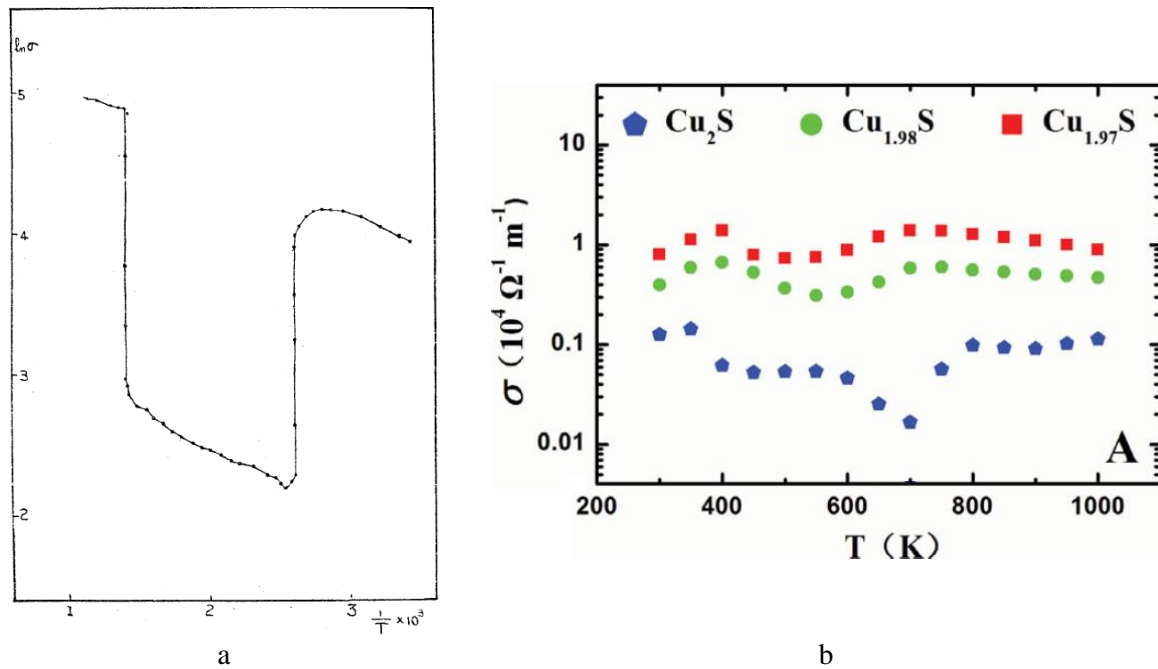 ℓn σ
5
4
3
2
1 2 3
1/T × 10³
a
Cu₂S Cu₁.₉₈S Cu₁.₉₇S
10
1
0.1
0.01
σ (10⁴ Ω⁻¹ m⁻¹)
A
200 400 600 800 1000
T (K)
b